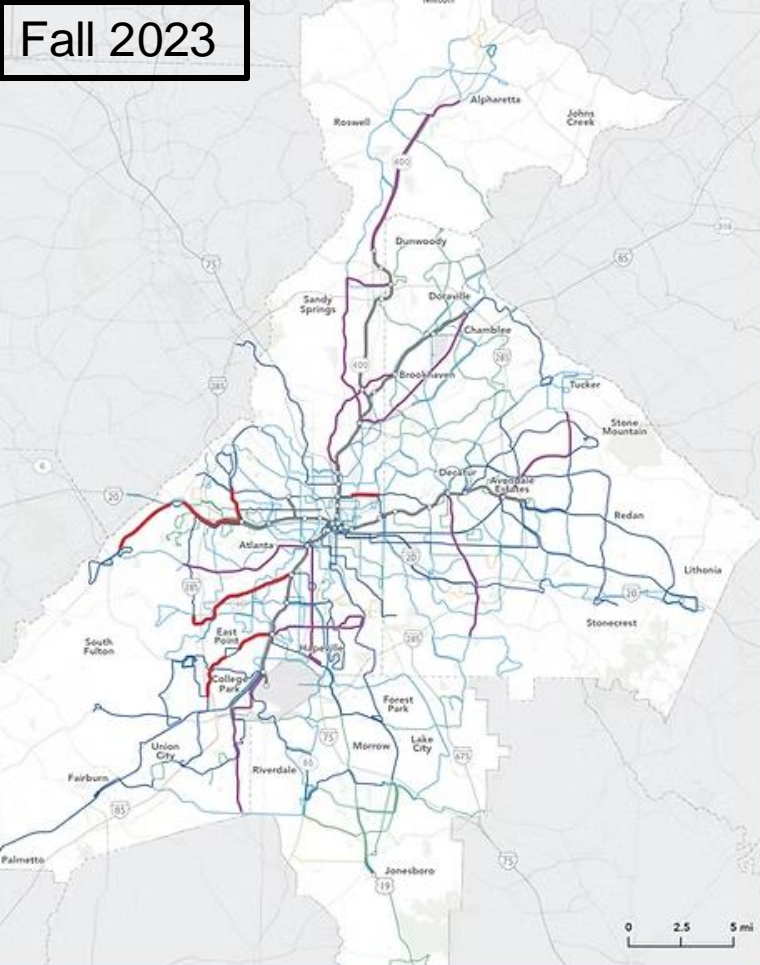 Fall 2023
Alpharetta
Roswell
Johns
Creek
400
Dunwoody
75
85
Sandy
Springs
Doraville
Chamblee
400
285
Brookhaven
285
Tucker
Stone
Mountain
Decatur
Avondale
Estates
20
Redan
Atlanta
20
Lithonia
285
20
Stonecrest
East
Point
South
Fulton
Hapeville
285
College
Park
Forest
Park
75
Lake
City
Morrow
Union
City
675
Riverdale
Fairburn
85
Palmetto
75
Jonesboro
19
0 2.5 5 mi